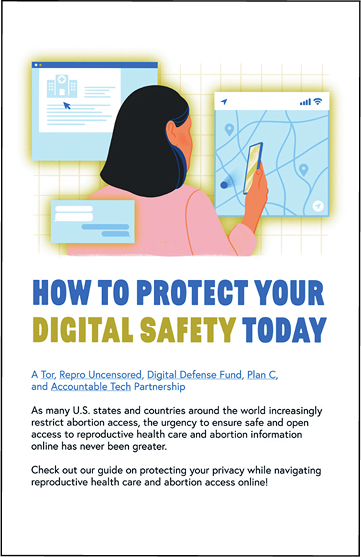 HOW TO PROTECT YOUR
DIGITAL SAFETY TODAY
A Tor, Repro Uncensored, Digital Defense Fund, Plan C,
and Accountable Tech Partnership
As many U.S. states and countries around the world increasingly
restrict abortion access, the urgency to ensure safe and open
access to reproductive health care and abortion information
online has never been greater.
Check out our guide on protecting your privacy while navigating
reproductive health care and abortion access online!